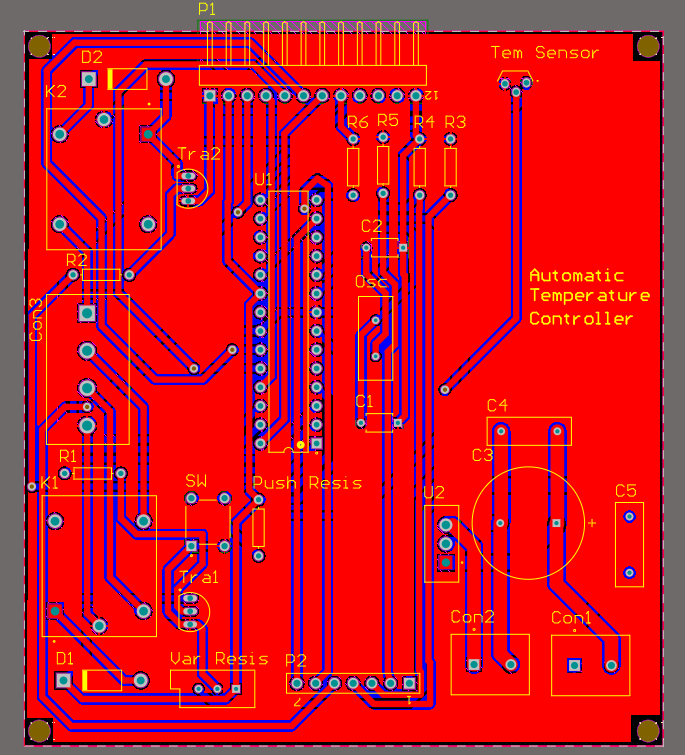 P1
Tem Sensor
D2
K2
12
R6 R5 R4 R3
Tra2
U1
C2
R2
Osc
Automatic
Temperature
Controller
Con3
C1
C4
R1
C3
K1
SW
Push Resis
U2
C5
+
Tra1
Con2
Con1
D1
Var Resis
P2
7
1